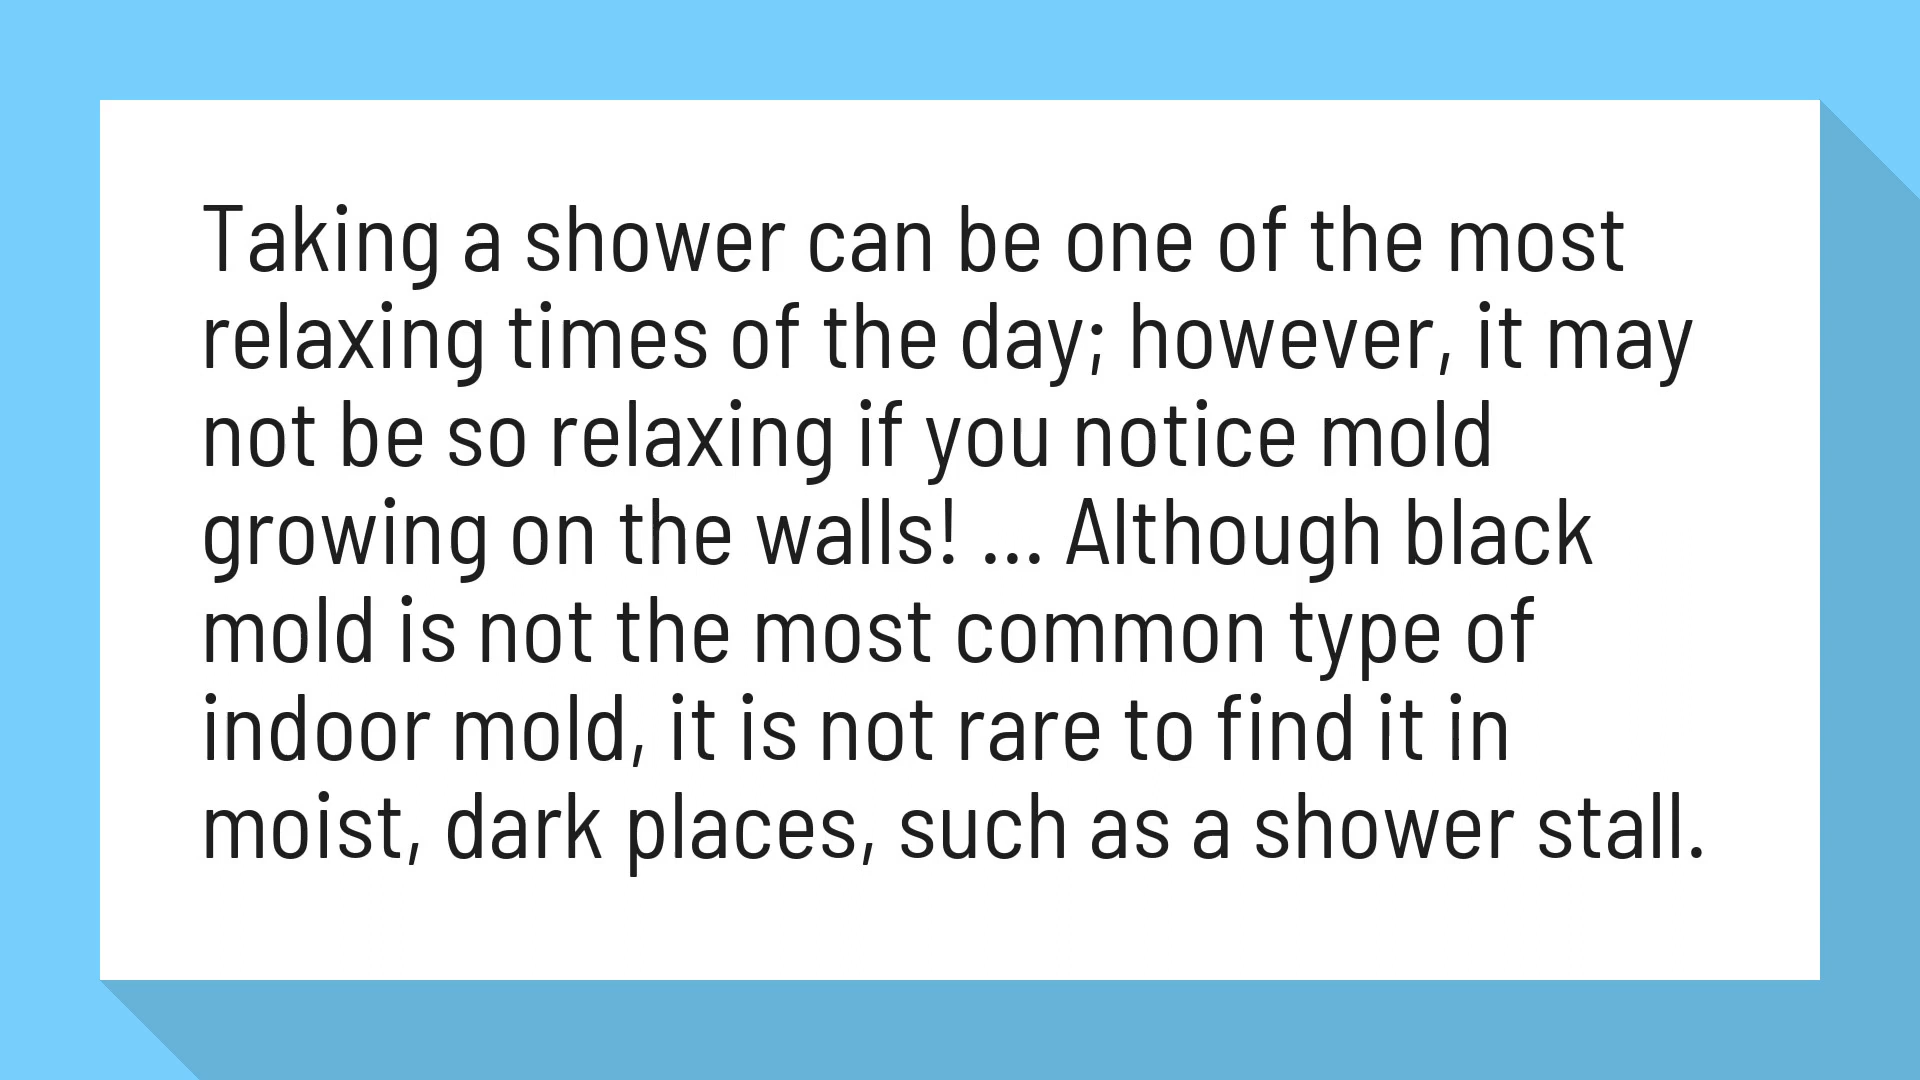 Taking a shower can be one of the most
relaxing times of the day; however, it may
not be so relaxing if you notice mold
growing on the walls! ... Although black
mold is not the most common type of
indoor mold, it is not rare to find it in
moist, dark places, such as a shower stall.